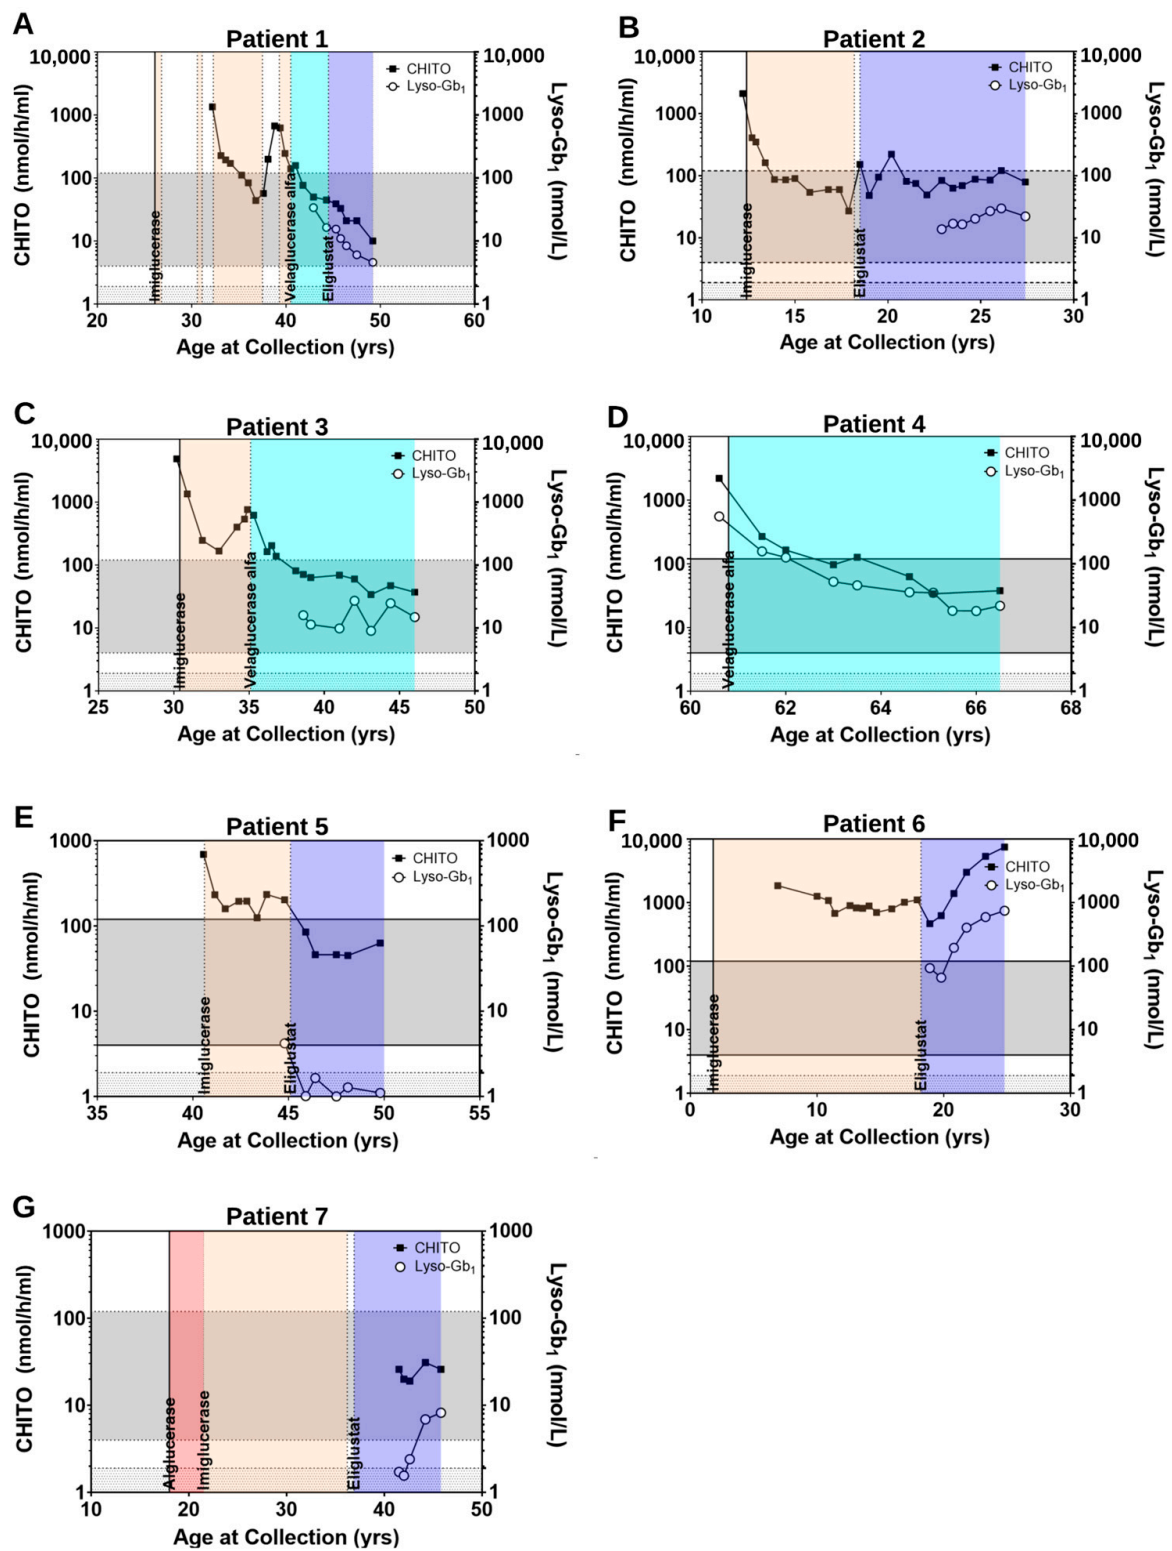 A
Patient 1
10,000
1000
100
10
1
CHITO (nmol/h/ml)
10,000
1000
100
10
1
Lyso-Gb1 (nmol/L)
CHITO
Lyso-Gb1
Imiglucerase
Velaglucerase alfa
Eliglustat
20 30 40 50 60
Age at Collection (yrs)
B
Patient 2
10,000
1000
100
10
1
CHITO (nmol/h/ml)
10,000
1000
100
10
1
Lyso-Gb1 (nmol/L)
CHITO
Lyso-Gb1
Imiglucerase
Eliglustat
10 15 20 25 30
Age at Collection (yrs)
C
Patient 3
10,000
1000
100
10
1
CHITO (nmol/h/ml)
10,000
1000
100
10
1
Lyso-Gb1 (nmol/L)
CHITO
Lyso-Gb1
Imiglucerase
Velaglucerase alfa
25 30 35 40 45 50
Age at Collection (yrs)
D
Patient 4
10,000
1000
100
10
1
CHITO (nmol/h/ml)
10,000
1000
100
10
1
Lyso-Gb1 (nmol/L)
CHITO
Lyso-Gb1
Velaglucerase alfa
60 62 64 66 68
Age at Collection (yrs)
E
Patient 5
1000
100
10
1
CHITO (nmol/h/ml)
1000
100
10
1
Lyso-Gb1 (nmol/L)
CHITO
Lyso-Gb1
Imiglucerase
Eliglustat
35 40 45 50 55
Age at Collection (yrs)
F
Patient 6
10,000
1000
100
10
1
CHITO (nmol/h/ml)
10,000
1000
100
10
1
Lyso-Gb1 (nmol/L)
CHITO
Lyso-Gb1
Imiglucerase
Eliglustat
0 10 20 30
Age at Collection (yrs)
G
Patient 7
1000
100
10
1
CHITO (nmol/h/ml)
1000
100
10
1
Lyso-Gb1 (nmol/L)
CHITO
Lyso-Gb1
Alglucerase
Imiglucerase
Eliglustat
10 20 30 40 50
Age at Collection (yrs)